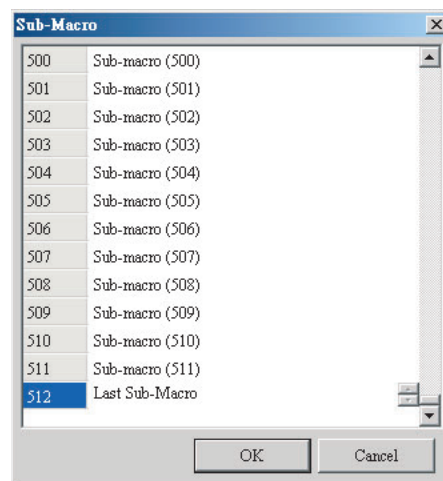 Sub-Macro
500 Sub-macro (500)
501 Sub-macro (501)
502 Sub-macro (502)
503 Sub-macro (503)
504 Sub-macro (504)
505 Sub-macro (505)
506 Sub-macro (506)
507 Sub-macro (507)
508 Sub-macro (508)
509 Sub-macro (509)
510 Sub-macro (510)
511 Sub-macro (511)
512 Last Sub-Macro
OK Cancel